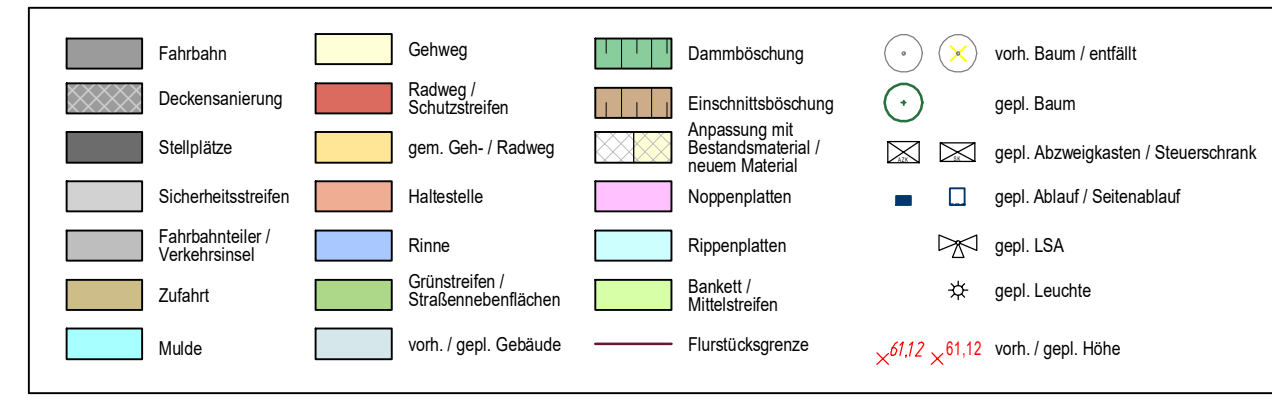 Fahrbahn
Deckensanierung
Stellplätze
Sicherheitsstreifen
Fahrbahnteiler /
Verkehrsinsel
Zufahrt
Mulde
Gehweg
Radweg /
Schutzstreifen
gem. Geh- / Radweg
Haltestelle
Rinne
Grünstreifen /
Straßennebenflächen
vorh. / gepl. Gebäude
Dammböschung
Einschnittsböschung
Anpassung mit
Bestandsmaterial /
neuem Material
Noppenplatten
Rippenplatten
Bankett /
Mittelstreifen
Flurstücksgrenze
vorh. Baum / entfällt
gepl. Baum
AZK SK gepl. Abzweigkasten / Steuerschrank
gepl. Ablauf / Seitenablauf
gepl. LSA
gepl. Leuchte
61,12 61,12 vorh. / gepl. Höhe